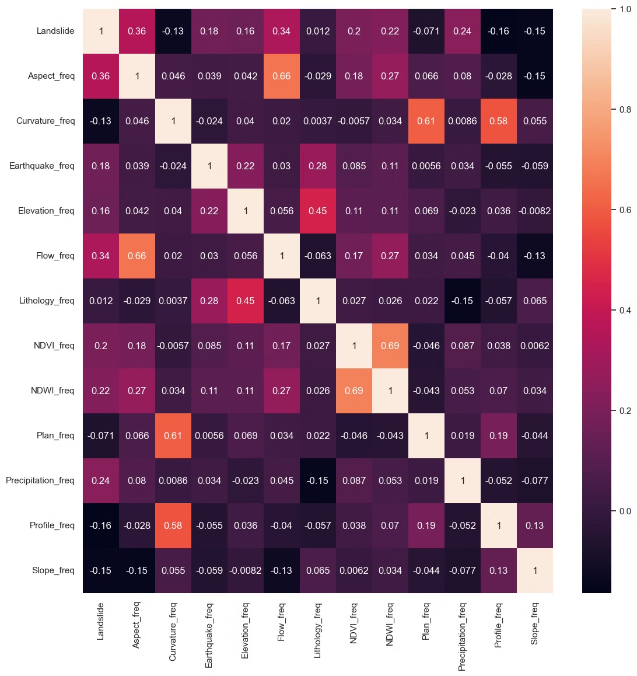 Landslide 1 0.36 -0.13 0.18 0.16 0.34 0.012 0.2 0.22 -0.071 0.24 -0.16 -0.15
Aspect_freq 0.36 1 0.046 0.039 0.042 0.66 -0.029 0.18 0.27 0.066 0.08 -0.028 -0.15
Curvature_freq -0.13 0.046 1 -0.024 0.04 0.02 0.0037 -0.0057 0.034 0.61 0.0086 0.58 0.055
Earthquake_freq 0.18 0.039 -0.024 1 0.22 0.03 0.28 0.085 0.11 0.0056 0.034 -0.055 -0.059
Elevation_freq 0.16 0.042 0.04 0.22 1 0.056 0.45 0.11 0.11 0.069 -0.023 0.036 -0.0082
Flow_freq 0.34 0.66 0.02 0.03 0.056 1 -0.063 0.17 0.27 0.034 0.045 -0.04 -0.13
Lithology_freq 0.012 -0.029 0.0037 0.28 0.45 -0.063 1 0.027 0.026 0.022 -0.15 -0.057 0.065
NDVI_freq 0.2 0.18 -0.0057 0.085 0.11 0.17 0.027 1 0.69 -0.046 0.087 0.038 0.0062
NDWI_freq 0.22 0.27 0.034 0.11 0.11 0.27 0.026 0.69 1 -0.043 0.053 0.07 0.034
Plan_freq -0.071 0.066 0.61 0.0056 0.069 0.034 0.022 -0.046 -0.043 1 0.019 0.19 -0.044
Precipitation_freq 0.24 0.08 0.0086 0.034 -0.023 0.045 -0.15 0.087 0.053 0.019 1 -0.052 -0.077
Profile_freq -0.16 -0.028 0.58 -0.055 0.036 -0.04 -0.057 0.038 0.07 0.19 -0.052 1 0.13
Slope_freq -0.15 -0.15 0.055 -0.059 -0.0082 -0.13 0.065 0.0062 0.034 -0.044 -0.077 0.13 1
Landslide
Aspect_freq
Curvature_freq
Earthquake_freq
Elevation_freq
Flow_freq
Lithology_freq
NDVI_freq
NDWI_freq
Plan_freq
Precipitation_freq
Profile_freq
Slope_freq
1.0
0.8
0.6
0.4
0.2
0.0